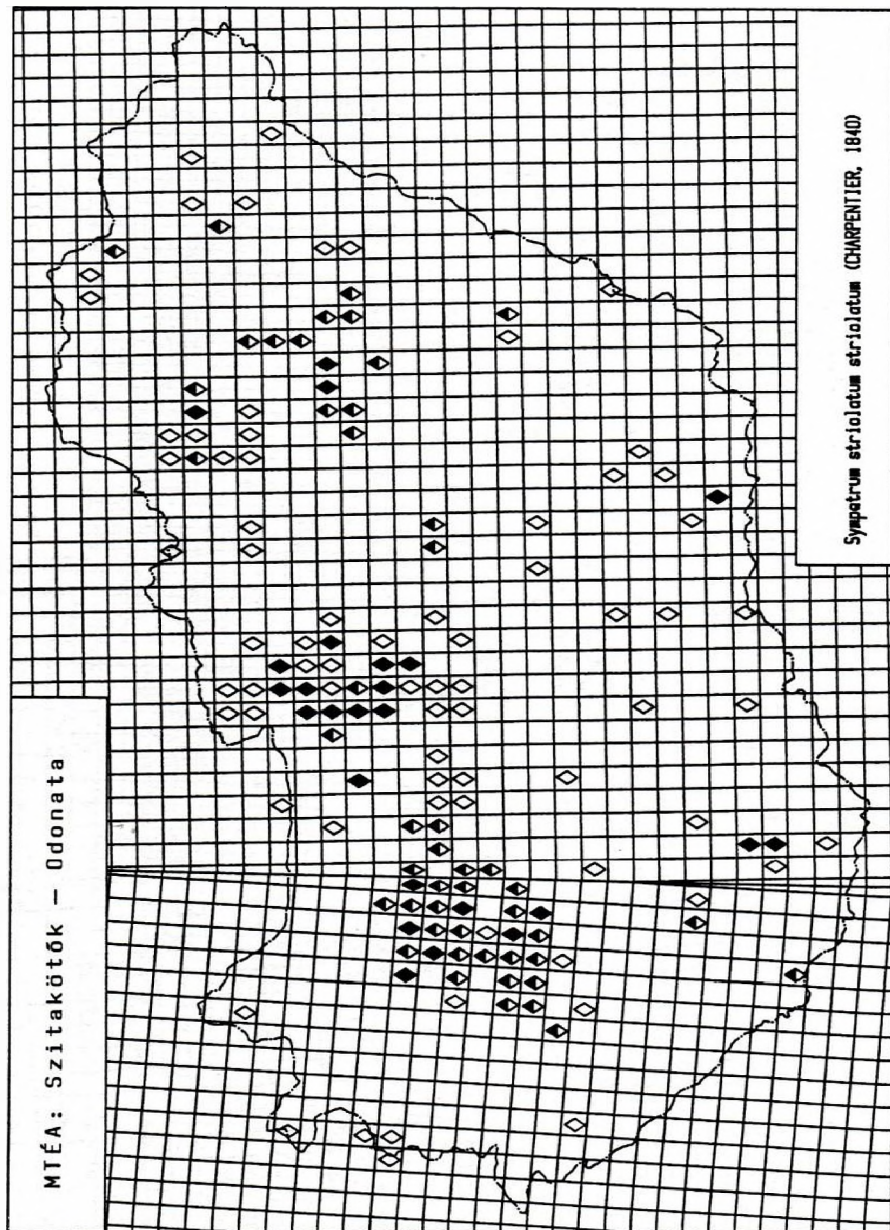 MTÉA: Szitakötők — Odonata
Sympetrum striolatum striolatum (CHARPENTIER, 1840)